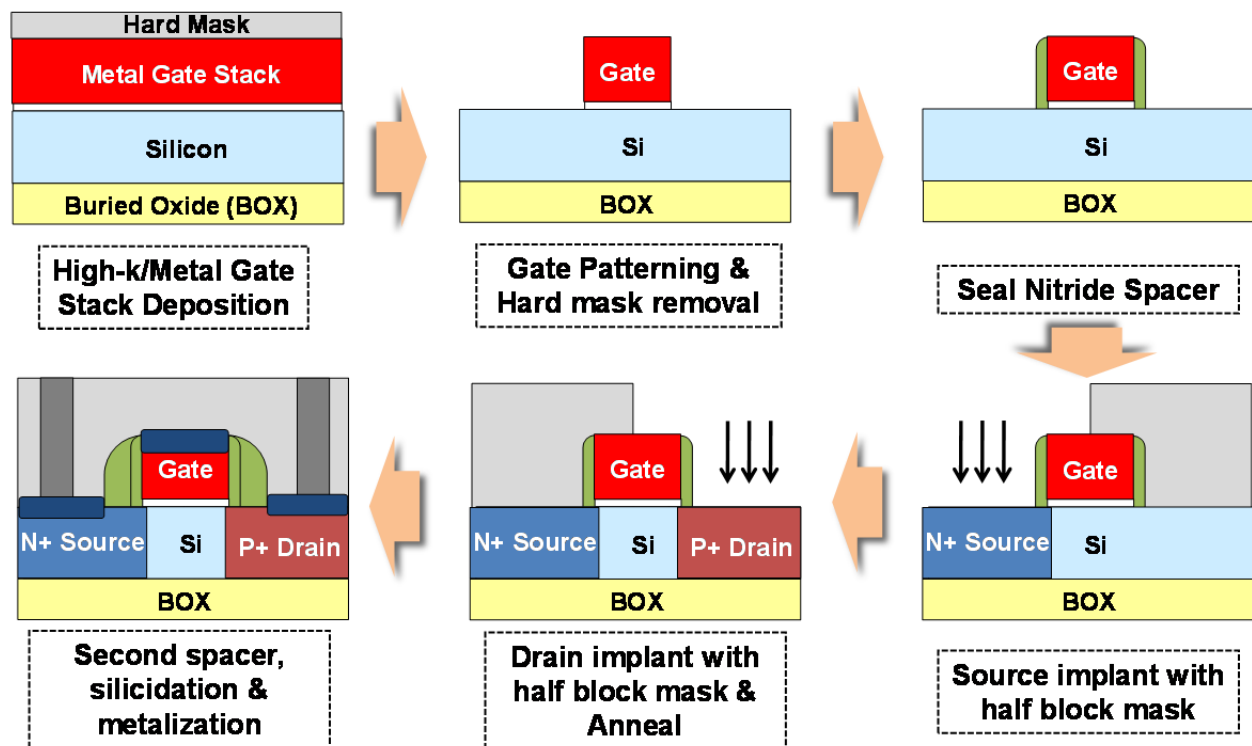 Hard Mask
Metal Gate Stack
Silicon
Buried Oxide (BOX)
High-k/Metal Gate
Stack Deposition
Gate
Si
BOX
Gate Patterning &
Hard mask removal
Gate
Si
BOX
Seal Nitride Spacer
Gate
N+ Source
Si
BOX
Source implant with
half block mask
Gate
N+ Source
Si
P+ Drain
BOX
Drain implant with
half block mask &
Anneal
Gate
N+ Source
Si
P+ Drain
BOX
Second spacer,
silicidation &
metalization